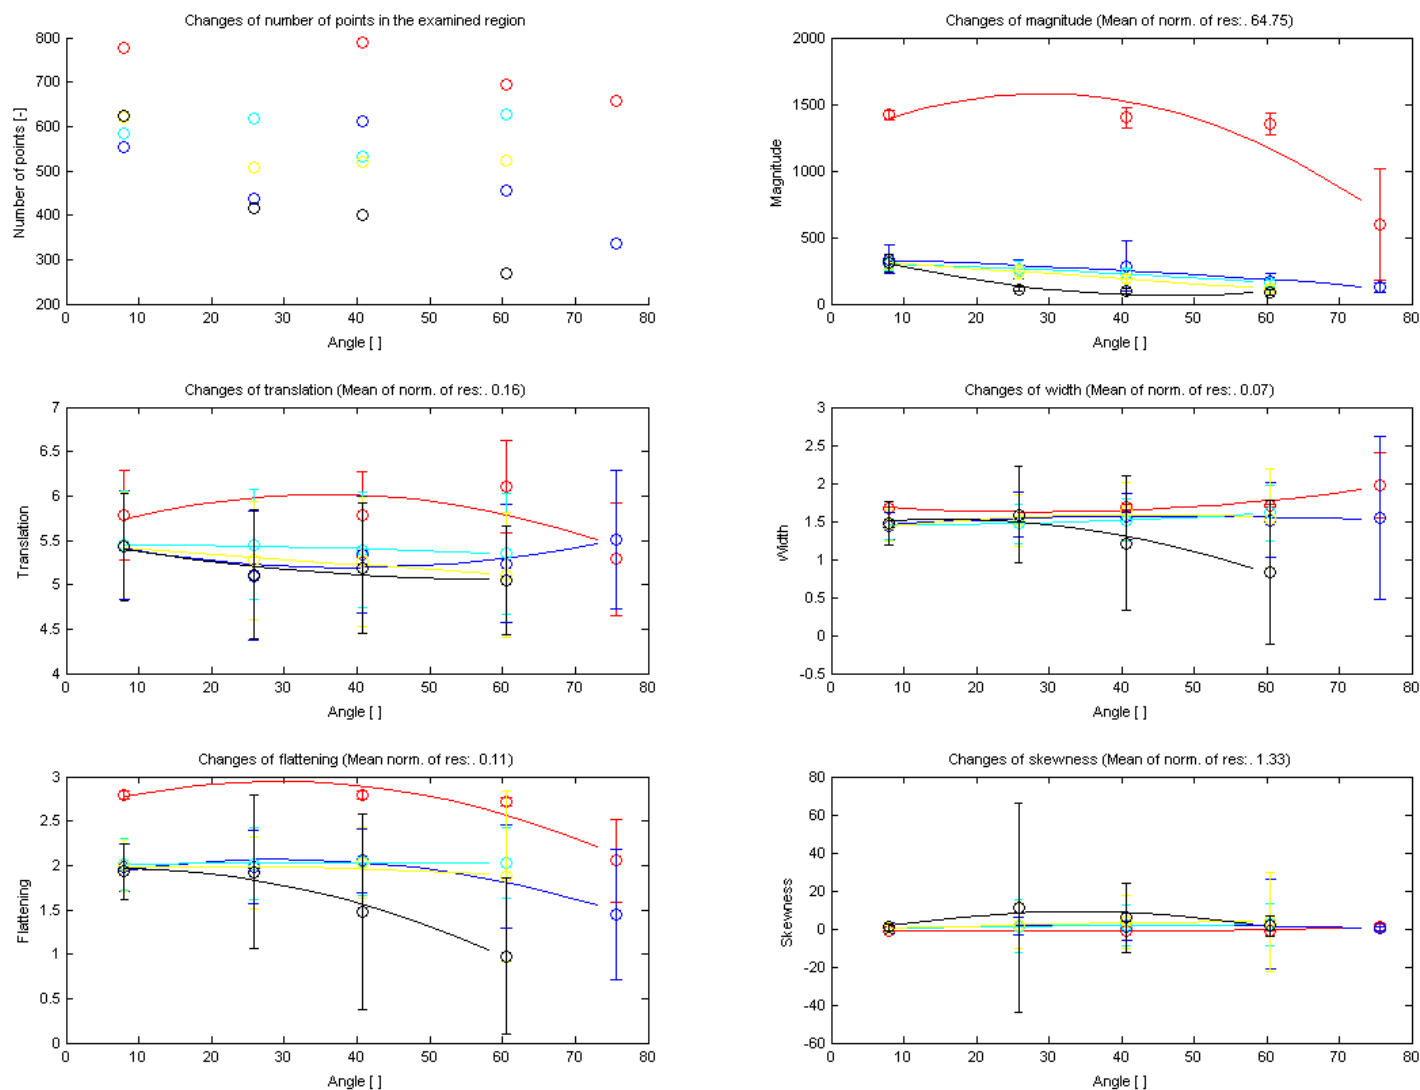 Changes of number of points in the examined region
800
700
600
500
400
300
200
Number of points [-]
0 10 20 30 40 50 60 70 80
Angle [ ]
Changes of magnitude (Mean of norm. of res:. 64.75)
2000
1500
1000
500
0
Magnitude
0 10 20 30 40 50 60 70 80
Angle [ ]
Changes of translation (Mean of norm. of res:. 0.16)
7
6.5
6
5.5
5
4.5
4
Translation
0 10 20 30 40 50 60 70 80
Angle [ ]
Changes of width (Mean of norm. of res:. 0.07)
3
2.5
2
1.5
1
0.5
0
-0.5
Width
0 10 20 30 40 50 60 70 80
Angle [ ]
Changes of flattening (Mean norm. of res:. 0.11)
3
2.5
2
1.5
1
0.5
0
Flattening
0 10 20 30 40 50 60 70 80
Angle [ ]
Changes of skewness (Mean of norm. of res:. 1.33)
80
60
40
20
0
-20
-40
-60
Skewness
0 10 20 30 40 50 60 70 80
Angle [ ]